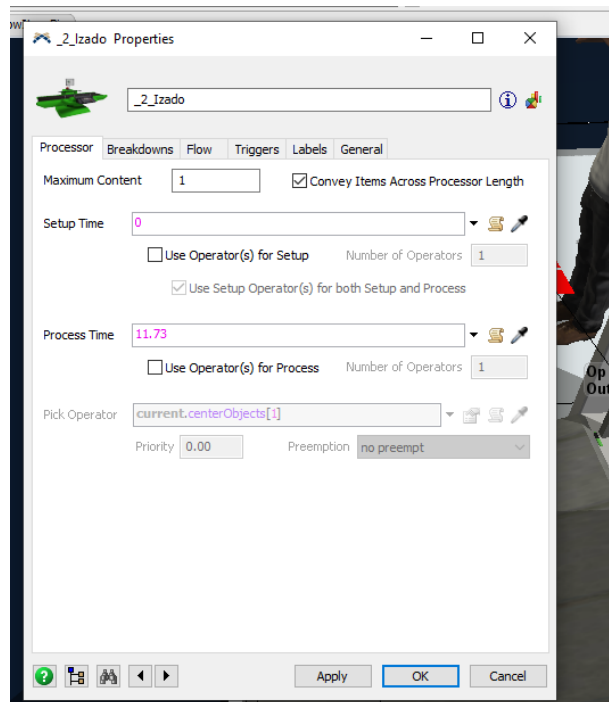 _2_Izado Properties
_2_Izado
Processor Breakdowns Flow Triggers Labels General
Maximum Content 1 Convey Items Across Processor Length
Setup Time 0
Use Operator(s) for Setup Number of Operators 1
Use Setup Operator(s) for both Setup and Process
Process Time 11.73
Use Operator(s) for Process Number of Operators 1
Pick Operator current.centerObjects[1]
Priority 0.00 Preemption no preempt
Op
Out
Apply OK Cancel